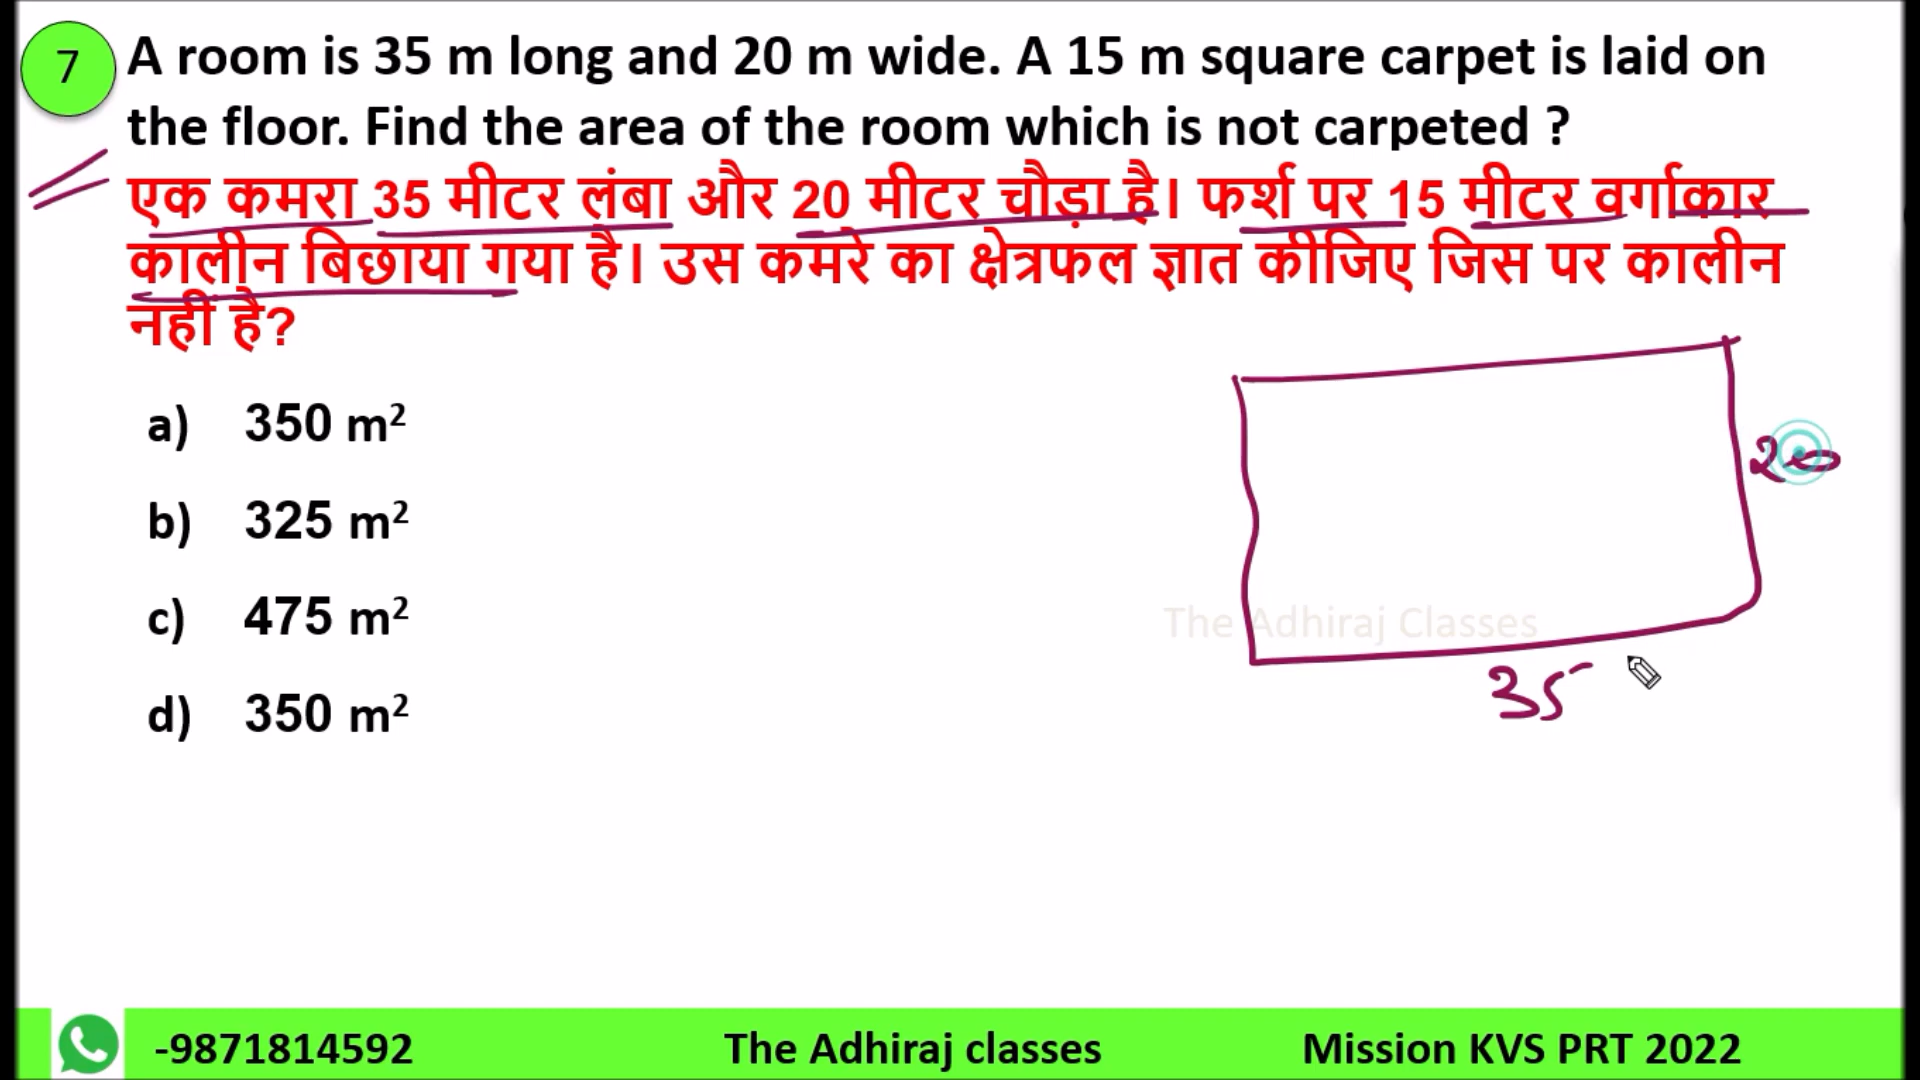 7
A room is 35 m long and 20 m wide. A 15 m square carpet is laid on
the floor. Find the area of the room which is not carpeted ?
एक कमरा 35 मीटर लंबा और 20 मीटर चौड़ा है। फर्श पर 15 मीटर वर्गाकार
कालीन बिछाया गया है। उस कमरे का क्षेत्रफल ज्ञात कीजिए जिस पर कालीन
नही है?
a) 350 m²
b) 325 m²
c) 475 m²
d) 350 m²
20
The Adhiraj Classes
35
-9871814592 The Adhiraj classes Mission KVS PRT 2022